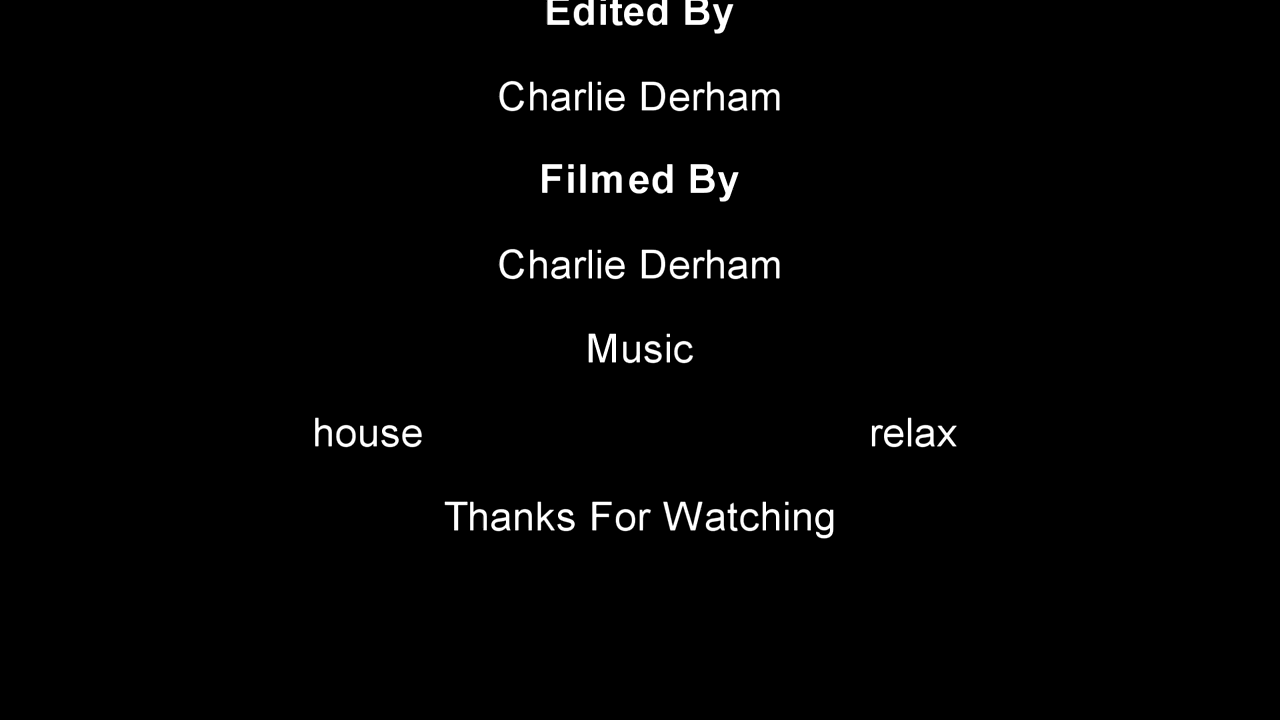 Edited By
Charlie Derham
Filmed By
Charlie Derham
Music
house relax
Thanks For Watching